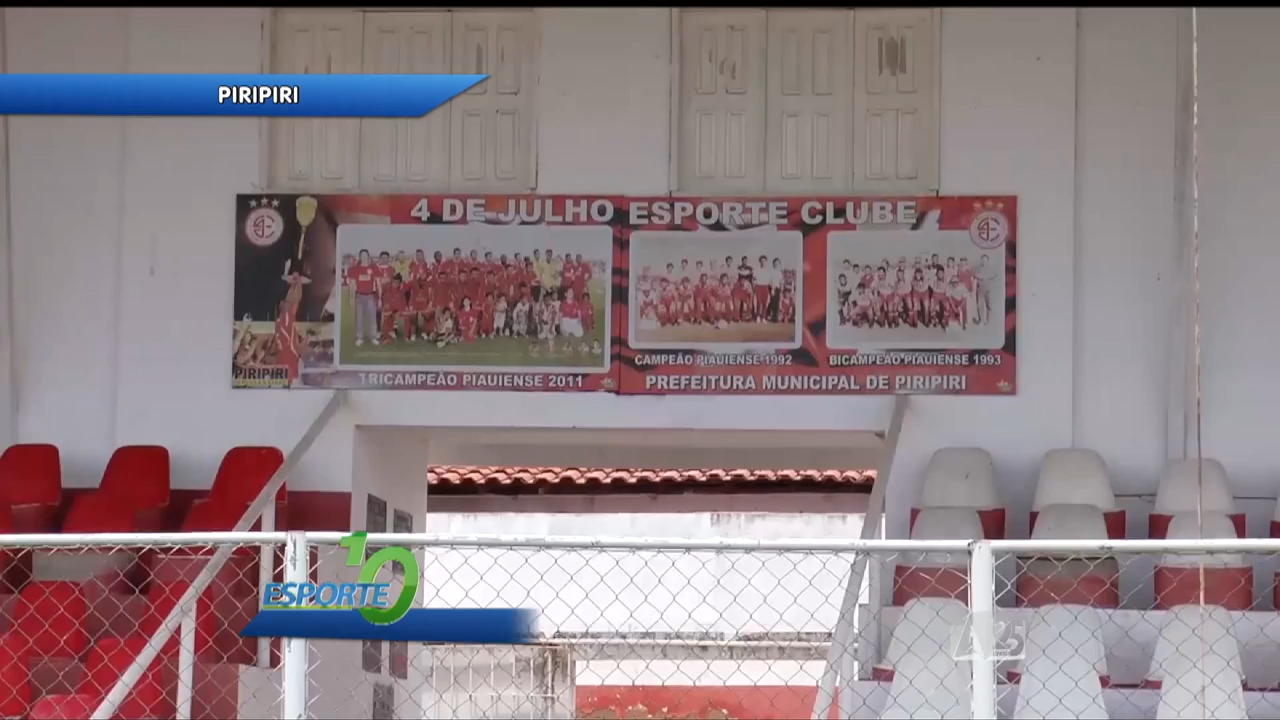 PIRIPIRI
4 DE JULHO ESPORTE CLUBE
CAMPEÃO PIAUIENSE 1992
BICAMPEÃO PIAUIENSE 1993
PIRIPIRI
TRICAMPEÃO PIAUIENSE 2011
PREFEITURA MUNICIPAL DE PIRIPIRI
ESPORTE 10